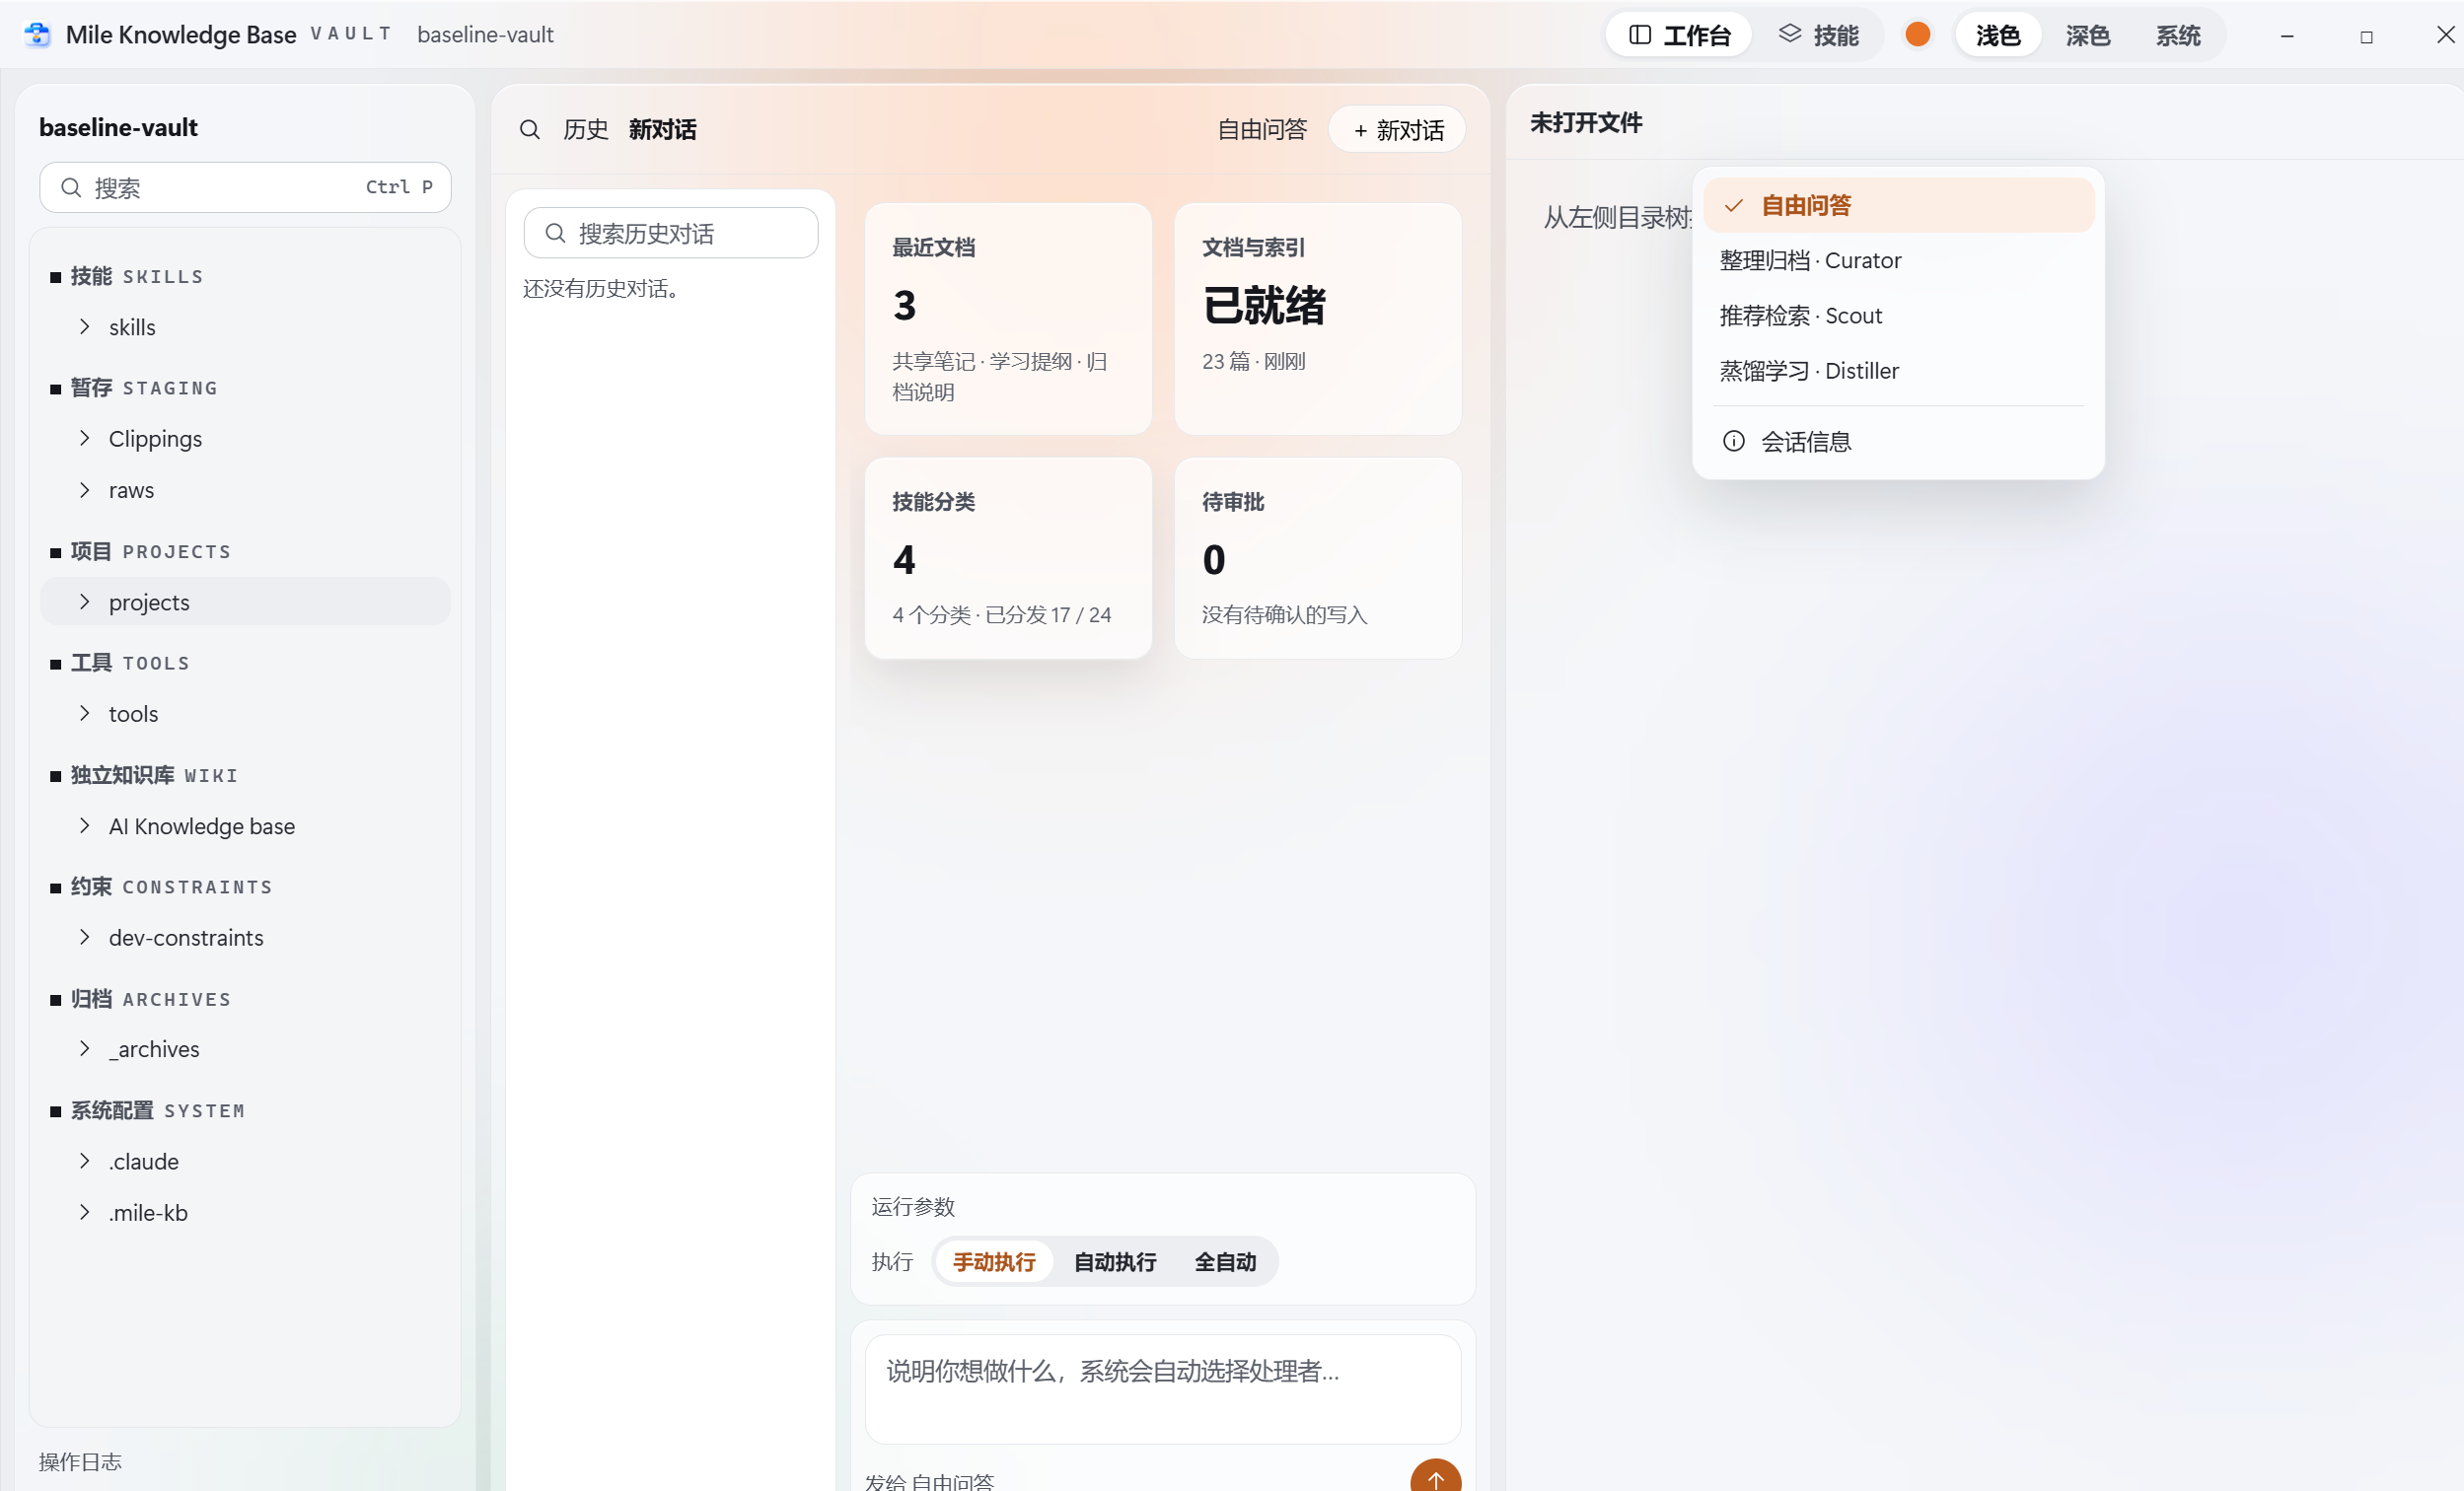 Mile Knowledge Base VAULT baseline-vault
工作台 技能 浅色 深色 系统
baseline-vault
搜索 Ctrl P
技能 SKILLS
skills
暂存 STAGING
Clippings
raws
项目 PROJECTS
projects
工具 TOOLS
tools
独立知识库 WIKI
AI Knowledge base
约束 CONSTRAINTS
dev-constraints
归档 ARCHIVES
_archives
系统配置 SYSTEM
.claude
.mile-kb
操作日志
历史 新对话 自由问答 + 新对话
搜索历史对话
还没有历史对话。
最近文档
3
共享笔记 · 学习提纲 · 归
档说明
文档与索引
已就绪
23 篇 · 刚刚
技能分类
4
4 个分类 · 已分发 17 / 24
待审批
0
没有待确认的写入
运行参数
执行 手动执行 自动执行 全自动
说明你想做什么，系统会自动选择处理者...
发给 自由问答
未打开文件
从左侧目录树
自由问答
整理归档 · Curator
推荐检索 · Scout
蒸馏学习 · Distiller
会话信息